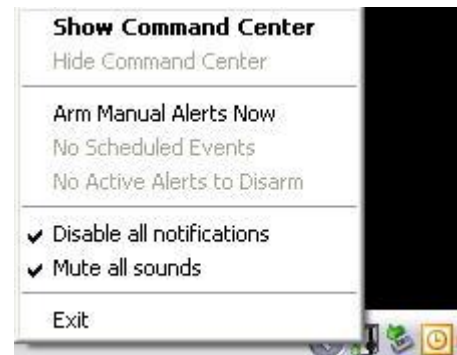 Show Command Center
Hide Command Center
Arm Manual Alerts Now
No Scheduled Events
No Active Alerts to Disarm
Disable all notifications
Mute all sounds
Exit